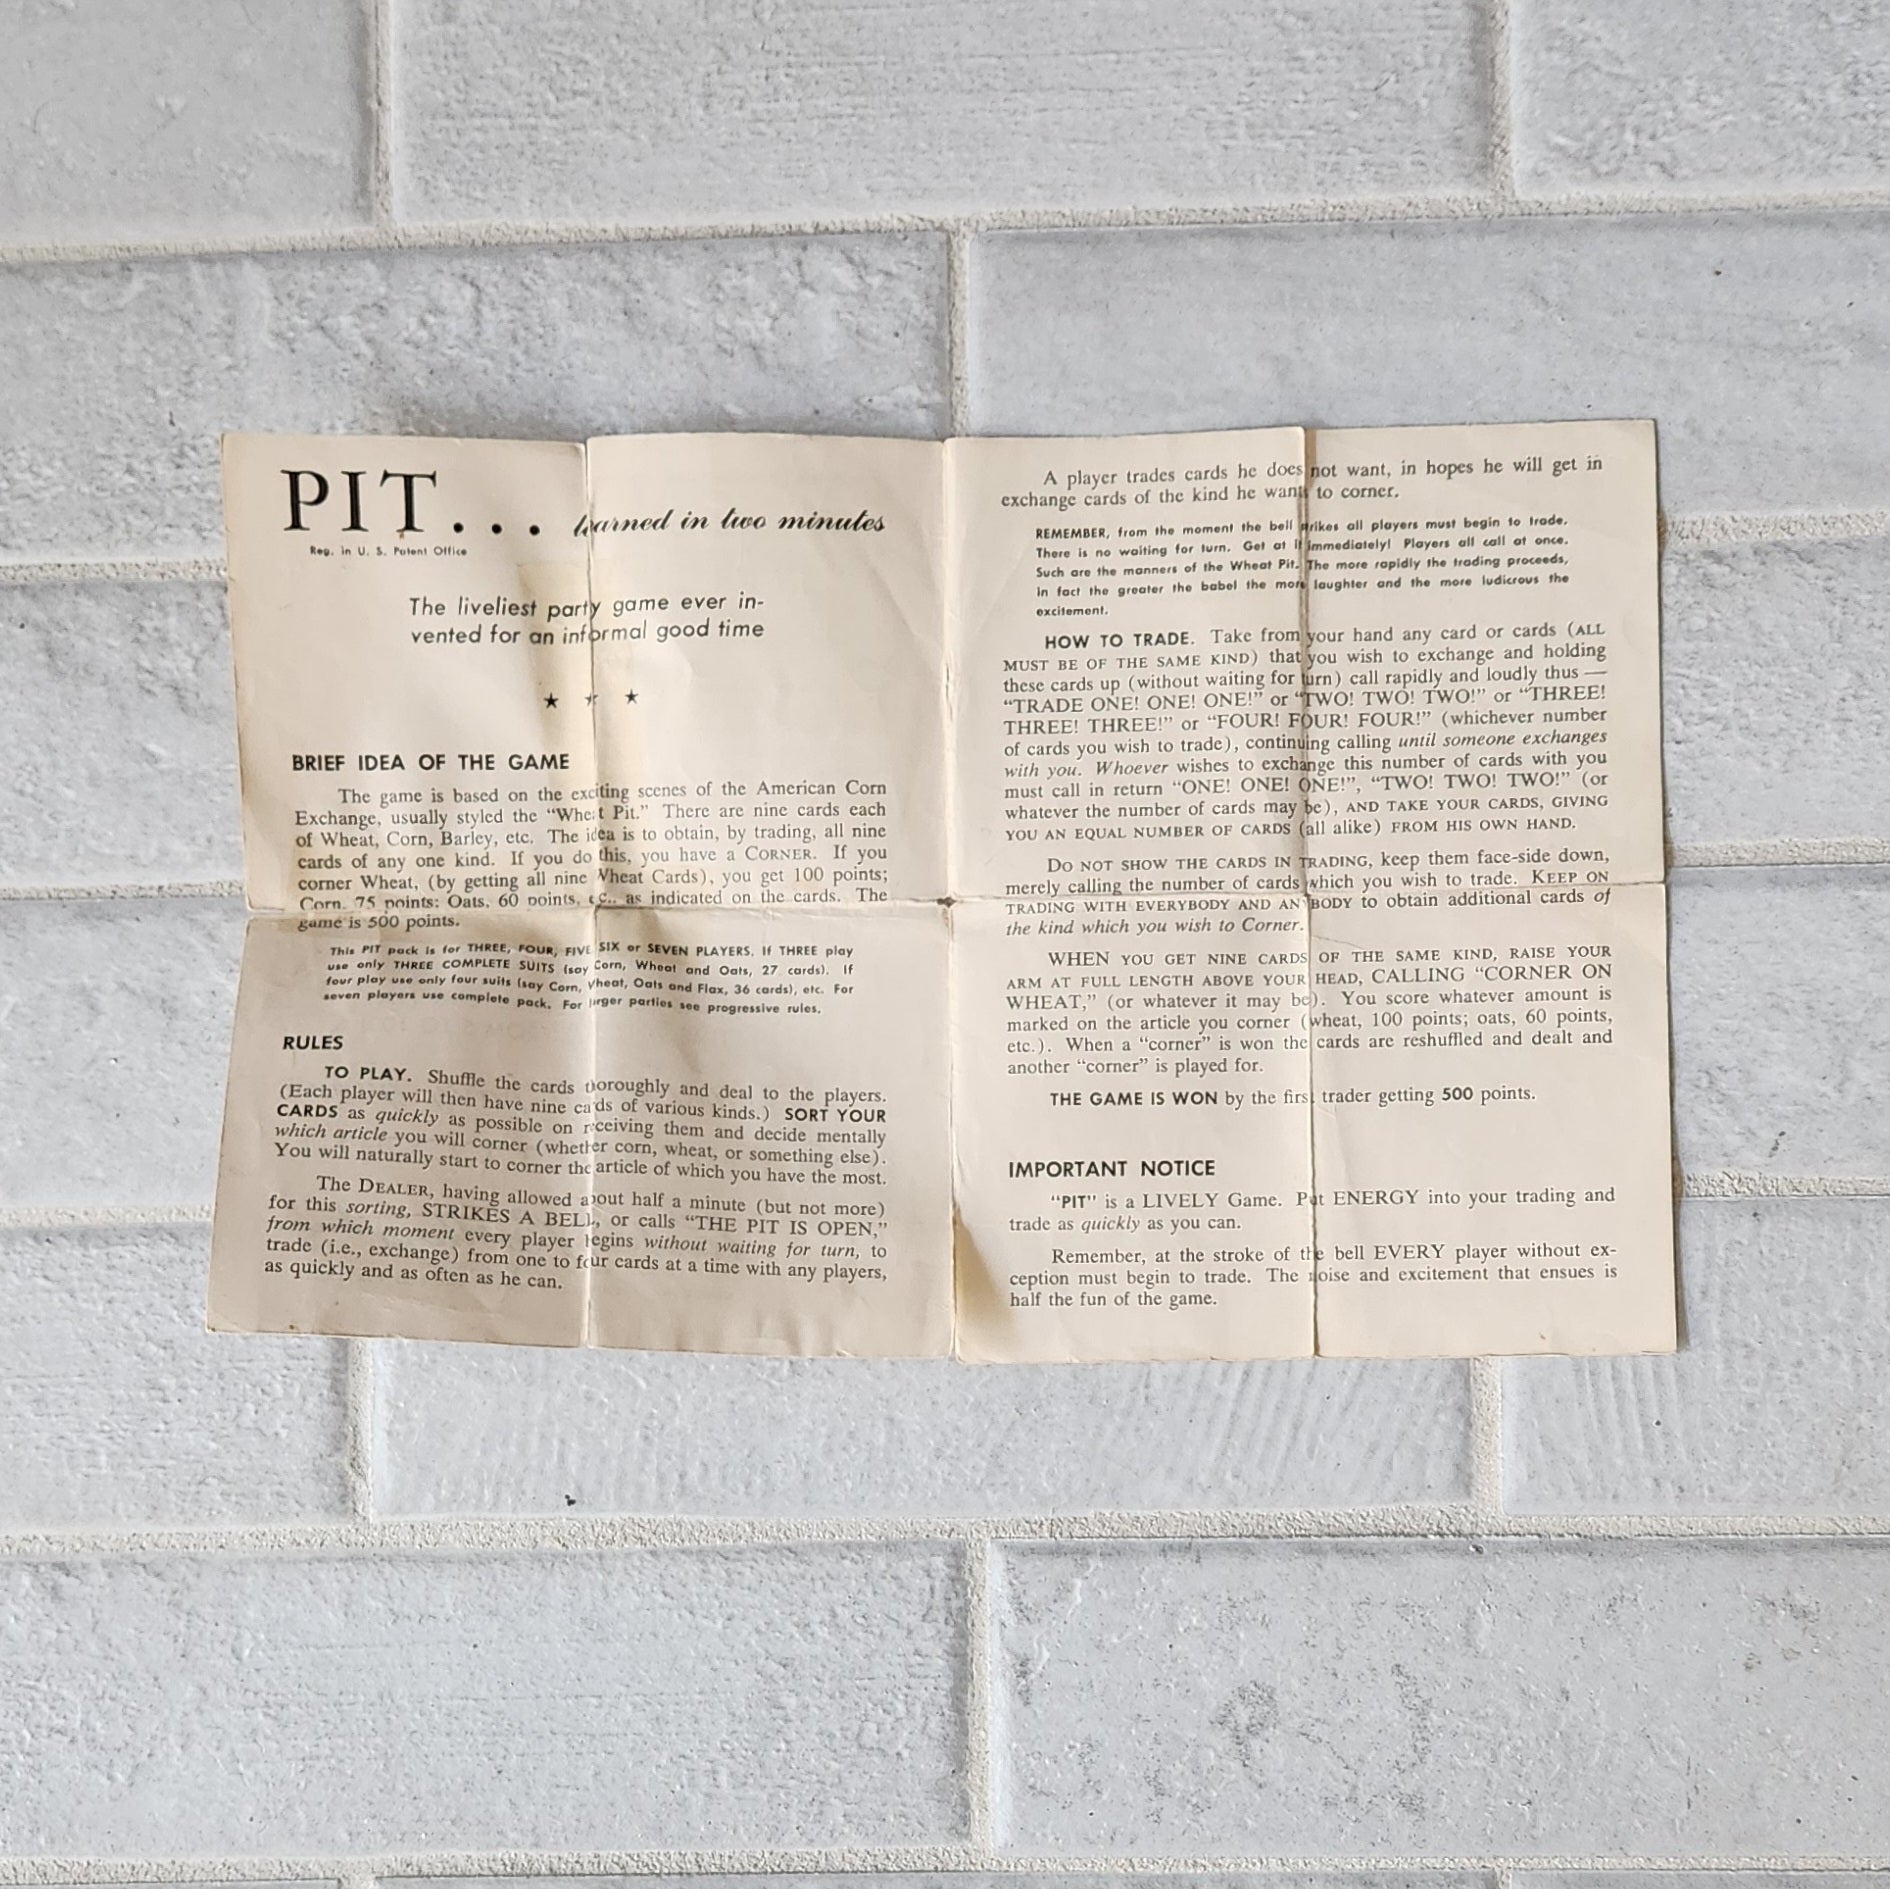 PIT... learned in two minutes
Reg. in U. S. Patent Office
The liveliest party game ever in-
vented for an informal good time
★ ★ ★
BRIEF IDEA OF THE GAME
The game is based on the exciting scenes of the American Corn
Exchange, usually styled the “Wheat Pit.” There are nine cards each
of Wheat, Corn, Barley, etc. The idea is to obtain, by trading, all nine
cards of any one kind. If you do this, you have a CORNER. If you
corner Wheat, (by getting all nine Wheat Cards), you get 100 points;
Corn, 75 points; Oats, 60 points, etc., as indicated on the cards. The
game is 500 points.
This PIT pack is for THREE, FOUR, FIVE SIX or SEVEN PLAYERS. If THREE play
use only THREE COMPLETE SUITS (say Corn, Wheat and Oats, 27 cards). If
four play use only four suits (say Corn, Wheat, Oats and Flax, 36 cards), etc. For
seven players use complete pack. For larger parties see progressive rules.
RULES
TO PLAY. Shuffle the cards thoroughly and deal to the players.
(Each player will then have nine cards of various kinds.) SORT YOUR
CARDS as quickly as possible on receiving them and decide mentally
which article you will corner (whether corn, wheat, or something else).
You will naturally start to corner the article of which you have the most.
The DEALER, having allowed about half a minute (but not more)
for this sorting, STRIKES A BELL, or calls “THE PIT IS OPEN,”
from which moment every player begins without waiting for turn, to
trade (i.e., exchange) from one to four cards at a time with any players,
as quickly and as often as he can.
A player trades cards he does not want, in hopes he will get in
exchange cards of the kind he wants to corner.
REMEMBER, from the moment the bell strikes all players must begin to trade.
There is no waiting for turn. Get at it immediately! Players all call at once.
Such are the manners of the Wheat Pit. The more rapidly the trading proceeds,
in fact the greater the babel the more laughter and the more ludicrous the
excitement.
HOW TO TRADE. Take from your hand any card or cards (ALL
MUST BE OF THE SAME KIND) that you wish to exchange and holding
these cards up (without waiting for turn) call rapidly and loudly thus —
“TRADE ONE! ONE! ONE!” or “TWO! TWO! TWO!” or “THREE!
THREE! THREE!” or “FOUR! FOUR! FOUR!” (whichever number
of cards you wish to trade), continuing calling until someone exchanges
with you. Whoever wishes to exchange this number of cards with you
must call in return “ONE! ONE! ONE!”, “TWO! TWO! TWO!” (or
whatever the number of cards may be), AND TAKE YOUR CARDS, GIVING
YOU AN EQUAL NUMBER OF CARDS (all alike) FROM HIS OWN HAND.
DO NOT SHOW THE CARDS IN TRADING, keep them face-side down,
merely calling the number of cards which you wish to trade. KEEP ON
TRADING WITH EVERYBODY AND ANYBODY to obtain additional cards of
the kind which you wish to Corner.
WHEN YOU GET NINE CARDS OF THE SAME KIND, RAISE YOUR
ARM AT FULL LENGTH ABOVE YOUR HEAD, CALLING “CORNER ON
WHEAT,” (or whatever it may be). You score whatever amount is
marked on the article you corner (wheat, 100 points; oats, 60 points,
etc.). When a “corner” is won the cards are reshuffled and dealt and
another “corner” is played for.
THE GAME IS WON by the first trader getting 500 points.
IMPORTANT NOTICE
“PIT” is a LIVELY Game. Put ENERGY into your trading and
trade as quickly as you can.
Remember, at the stroke of the bell EVERY player without ex-
ception must begin to trade. The noise and excitement that ensues is
half the fun of the game.